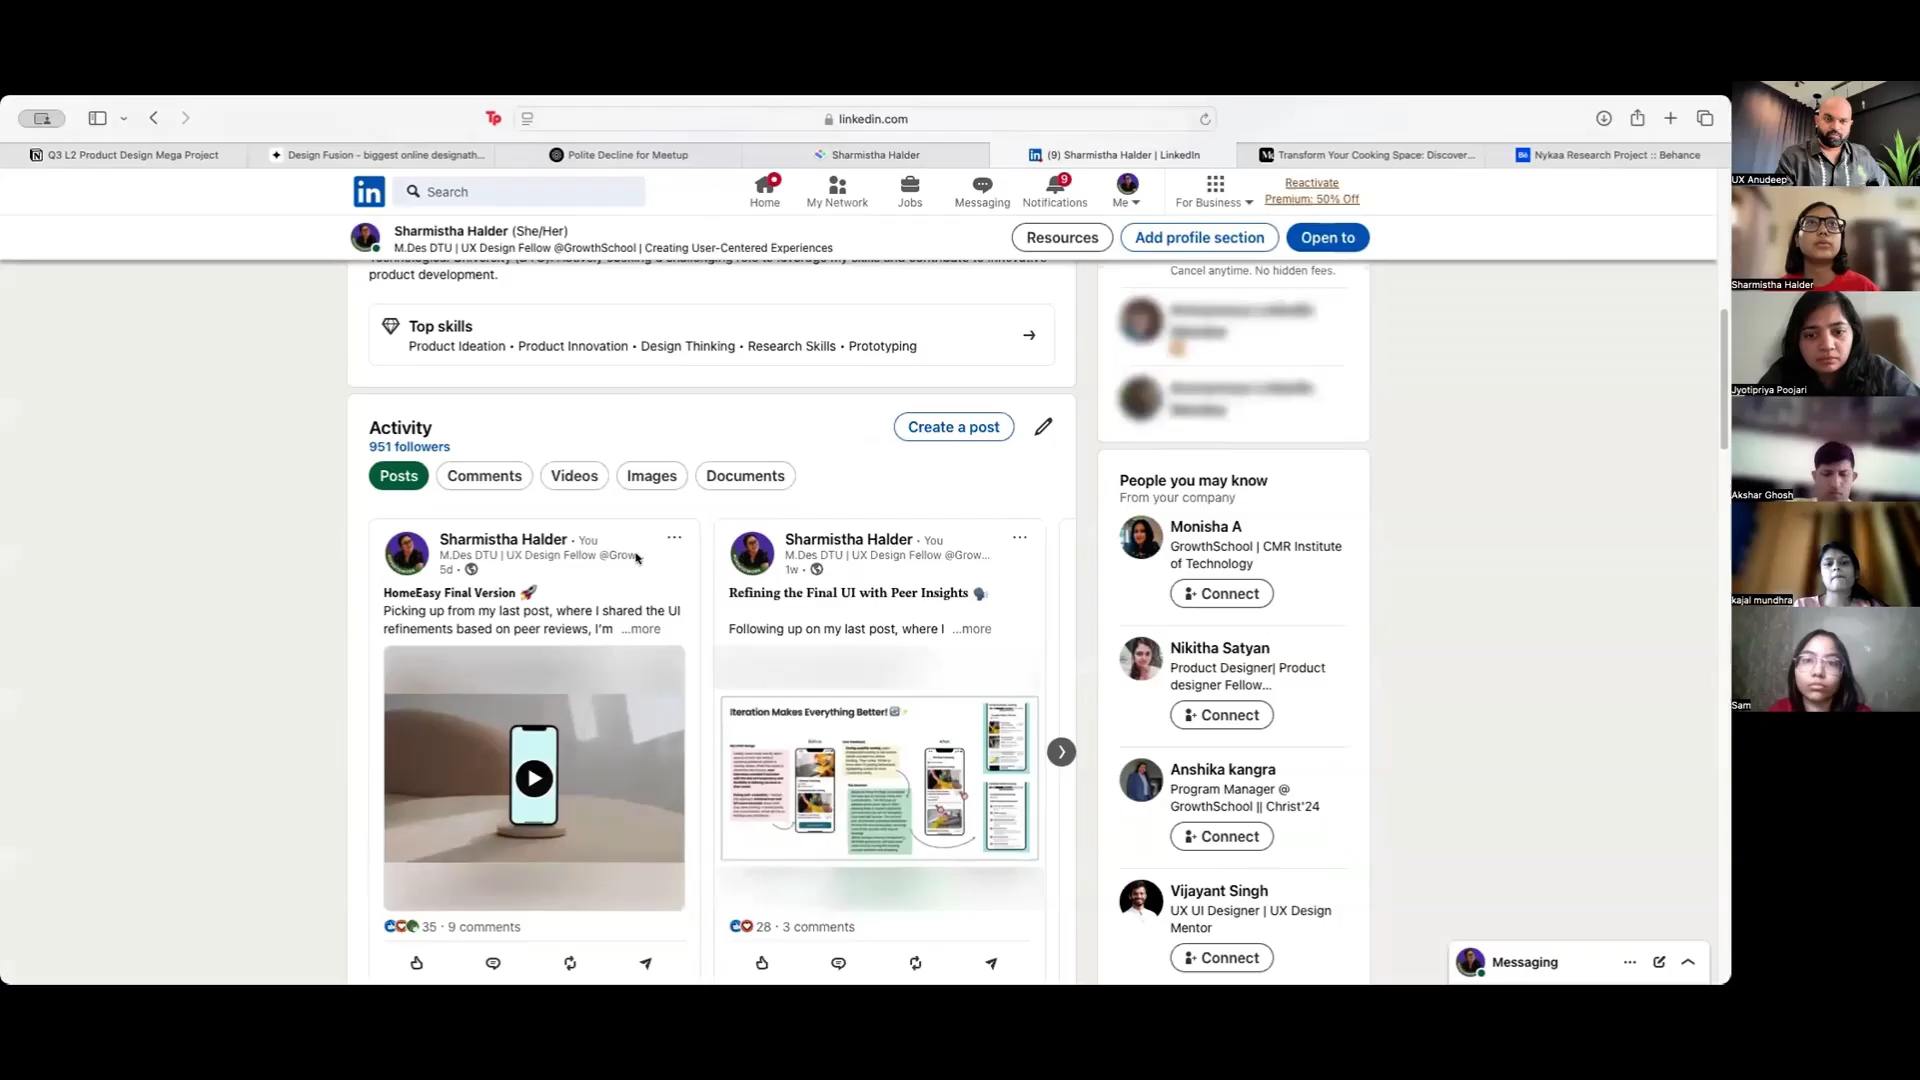 linkedin.com
Q3 L2 Product Design Mega Project
Design Fusion - biggest online designath...
Polite Decline for Meetup
Sharmistha Halder
(9) Sharmistha Halder | LinkedIn
Transform Your Cooking Space: Discover...
Nykaa Research Project :: Behance
Search
Home
My Network
Jobs
Messaging
9
Notifications
Me
For Business
Reactivate
Premium: 50% Off
Sharmistha Halder (She/Her)
M.Des DTU | UX Design Fellow @GrowthSchool | Creating User-Centered Experiences
Resources
Add profile section
Open to
product development.
Top skills
Product Ideation • Product Innovation • Design Thinking • Research Skills • Prototyping
Activity
951 followers
Create a post
Posts
Comments
Videos
Images
Documents
Sharmistha Halder · You
M.Des DTU | UX Design Fellow @Grow...
5d •
HomeEasy Final Version 🚀
Picking up from my last post, where I shared the UI
refinements based on peer reviews, I'm ...more
35 · 9 comments
Sharmistha Halder · You
M.Des DTU | UX Design Fellow @Grow...
1w •
Refining the Final UI with Peer Insights 🗣️
Following up on my last post, where I ...more
Iteration Makes Everything Better!
28 · 3 comments
Cancel anytime. No hidden fees.
People you may know
From your company
Monisha A
GrowthSchool | CMR Institute
of Technology
Connect
Nikitha Satyan
Product Designer| Product
designer Fellow...
Connect
Anshika kangra
Program Manager @
GrowthSchool || Christ'24
Connect
Vijayant Singh
UX UI Designer | UX Design
Mentor
Connect
Messaging
UX Anudeep
Sharmistha Halder
Jyotipriya Poojari
Akshar Ghosh
kajal mundhra
Sam